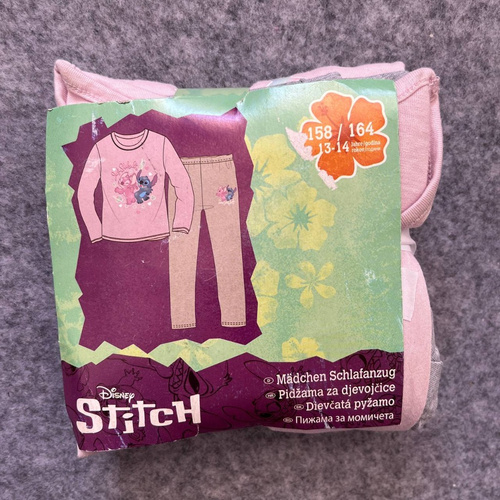 158 / 164
13-14
DISNEY
STITCH
Mädchen Schlafanzug
Pidžama za djevojčice
Dievčatá pyžamo
Пижама за момичета